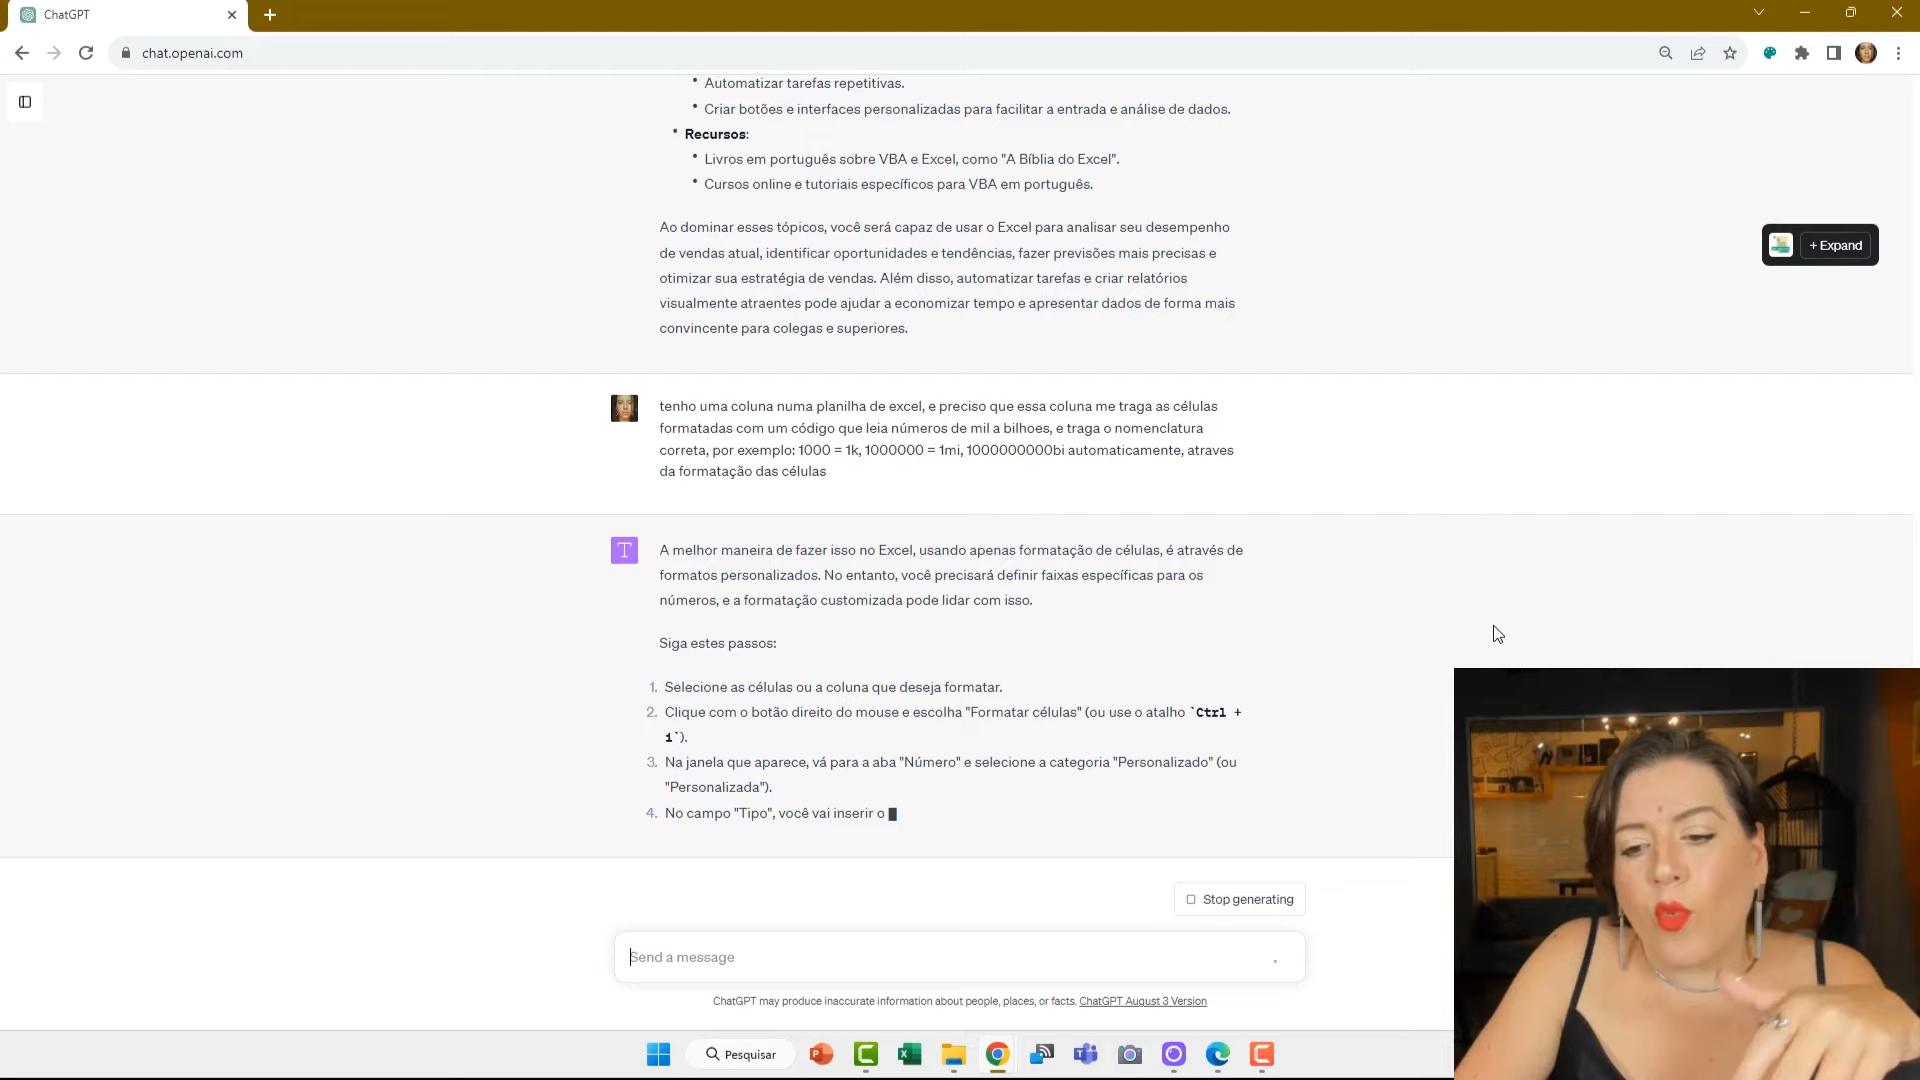 ChatGPT
chat.openai.com
• Automatizar tarefas repetitivas.
• Criar botões e interfaces personalizadas para facilitar a entrada e análise de dados.
• Recursos:
• Livros em português sobre VBA e Excel, como "A Bíblia do Excel".
• Cursos online e tutoriais específicos para VBA em português.
Ao dominar esses tópicos, você será capaz de usar o Excel para analisar seu desempenho
de vendas atual, identificar oportunidades e tendências, fazer previsões mais precisas e
otimizar sua estratégia de vendas. Além disso, automatizar tarefas e criar relatórios
visualmente atraentes pode ajudar a economizar tempo e apresentar dados de forma mais
convincente para colegas e superiores.
+ Expand
tenho uma coluna numa planilha de excel, e preciso que essa coluna me traga as células
formatadas com um código que leia números de mil a bilhoes, e traga o nomenclatura
correta, por exemplo: 1000 = 1k, 1000000 = 1mi, 1000000000bi automaticamente, atraves
da formatação das células
T
A melhor maneira de fazer isso no Excel, usando apenas formatação de células, é através de
formatos personalizados. No entanto, você precisará definir faixas específicas para os
números, e a formatação customizada pode lidar com isso.
Siga estes passos:
1. Selecione as células ou a coluna que deseja formatar.
2. Clique com o botão direito do mouse e escolha "Formatar células" (ou use o atalho `Ctrl +
1`).
3. Na janela que aparece, vá para a aba "Número" e selecione a categoria "Personalizado" (ou
"Personalizada").
4. No campo "Tipo", você vai inserir o
Stop generating
Send a message
ChatGPT may produce inaccurate information about people, places, or facts. ChatGPT August 3 Version
Pesquisar